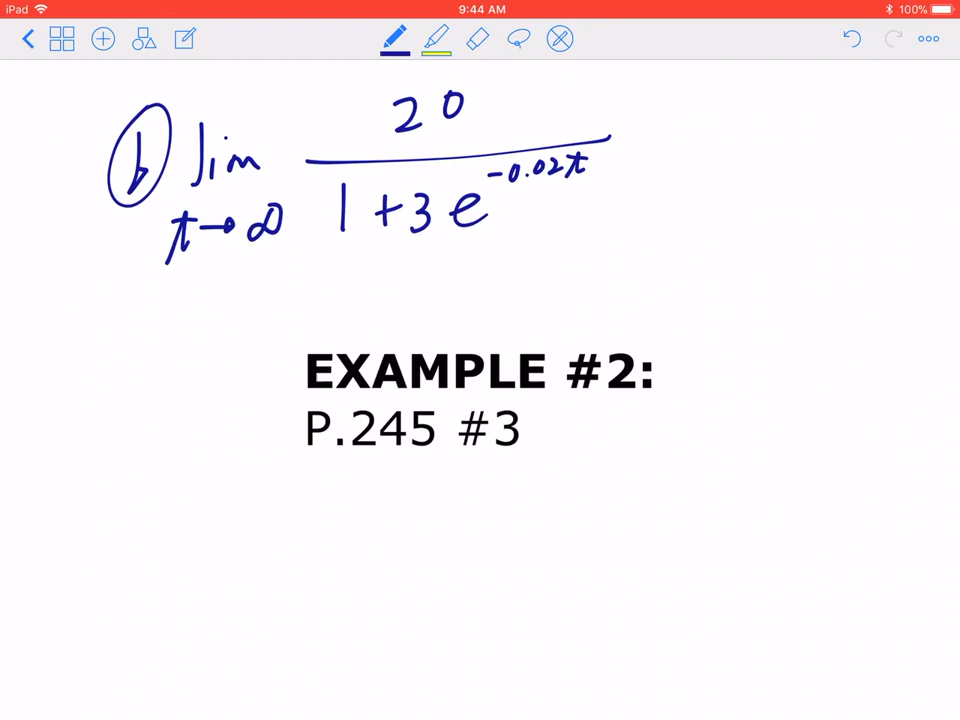 iPad 9:44 AM 100%
b lim 20
t→∞ 1 + 3e^-0.02t
EXAMPLE #2:
P.245 #3